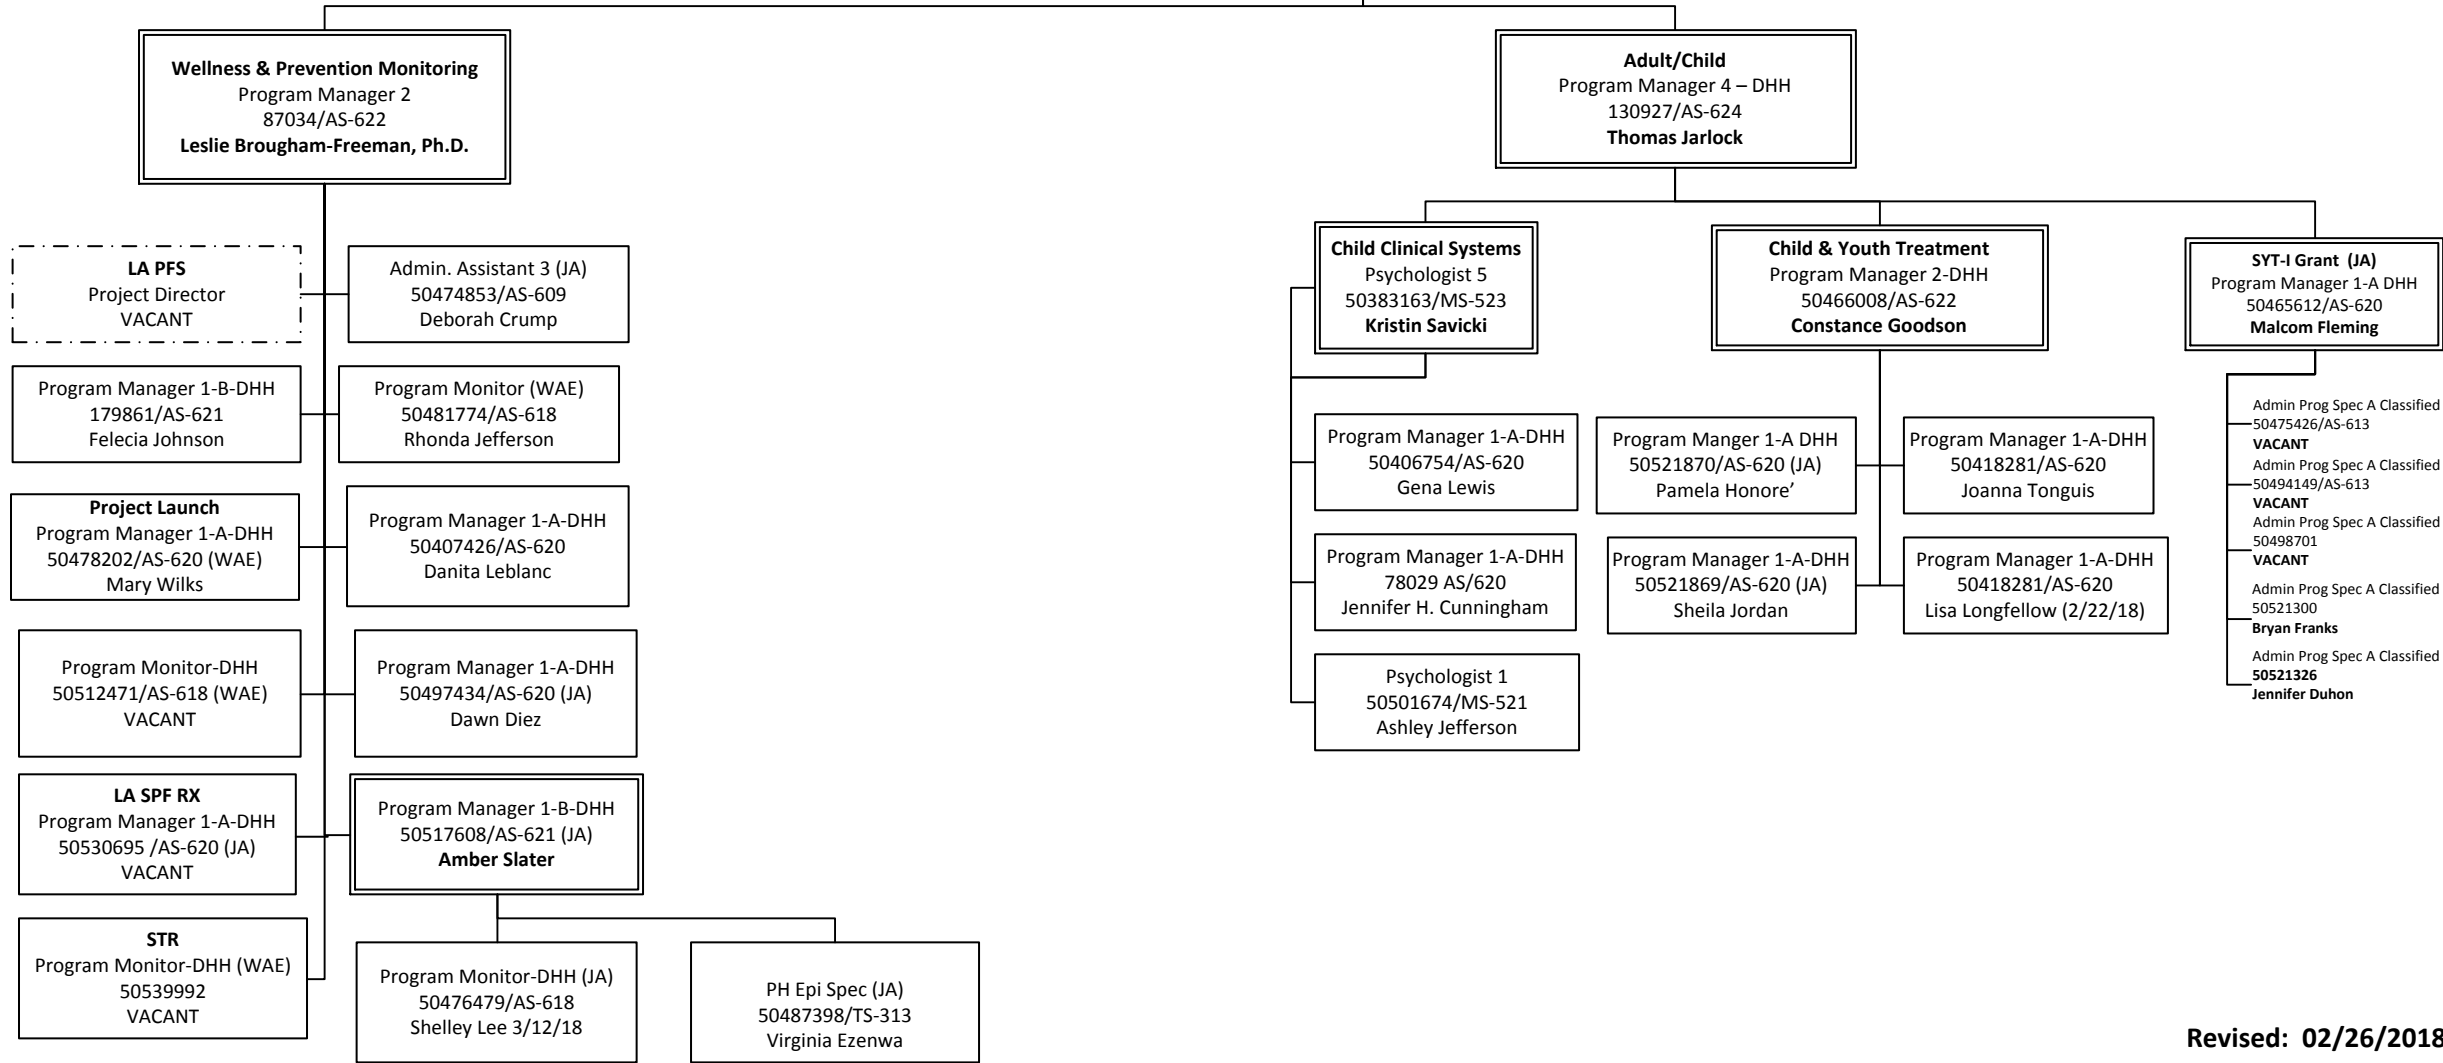 Wellness & Prevention Monitoring
Program Manager 2
87034/AS-622
Leslie Brougham-Freeman, Ph.D.
Adult/Child
Program Manager 4 – DHH
130927/AS-624
Thomas Jarlock
LA PFS
Project Director
VACANT
Admin. Assistant 3 (JA)
50474853/AS-609
Deborah Crump
Program Manager 1-B-DHH
179861/AS-621
Felecia Johnson
Program Monitor (WAE)
50481774/AS-618
Rhonda Jefferson
Project Launch
Program Manager 1-A-DHH
50478202/AS-620 (WAE)
Mary Wilks
Program Manager 1-A-DHH
50407426/AS-620
Danita Leblanc
Program Monitor-DHH
50512471/AS-618 (WAE)
VACANT
Program Manager 1-A-DHH
50497434/AS-620 (JA)
Dawn Diez
LA SPF RX
Program Manager 1-A-DHH
50530695 /AS-620 (JA)
VACANT
Program Manager 1-B-DHH
50517608/AS-621 (JA)
Amber Slater
STR
Program Monitor-DHH (WAE)
50539992
VACANT
Program Monitor-DHH (JA)
50476479/AS-618
Shelley Lee 3/12/18
PH Epi Spec (JA)
50487398/TS-313
Virginia Ezenwa
Child Clinical Systems
Psychologist 5
50383163/MS-523
Kristin Savicki
Program Manager 1-A-DHH
50406754/AS-620
Gena Lewis
Program Manager 1-A-DHH
78029 AS/620
Jennifer H. Cunningham
Psychologist 1
50501674/MS-521
Ashley Jefferson
Child & Youth Treatment
Program Manager 2-DHH
50466008/AS-622
Constance Goodson
Program Manger 1-A DHH
50521870/AS-620 (JA)
Pamela Honore’
Program Manager 1-A-DHH
50418281/AS-620
Joanna Tonguis
Program Manager 1-A-DHH
50521869/AS-620 (JA)
Sheila Jordan
Program Manager 1-A-DHH
50418281/AS-620
Lisa Longfellow (2/22/18)
SYT-I Grant (JA)
Program Manager 1-A DHH
50465612/AS-620
Malcom Fleming
Admin Prog Spec A Classified
50475426/AS-613
VACANT
Admin Prog Spec A Classified
50494149/AS-613
VACANT
Admin Prog Spec A Classified
50498701
VACANT
Admin Prog Spec A Classified
50521300
Bryan Franks
Admin Prog Spec A Classified
50521326
Jennifer Duhon
Revised: 02/26/2018